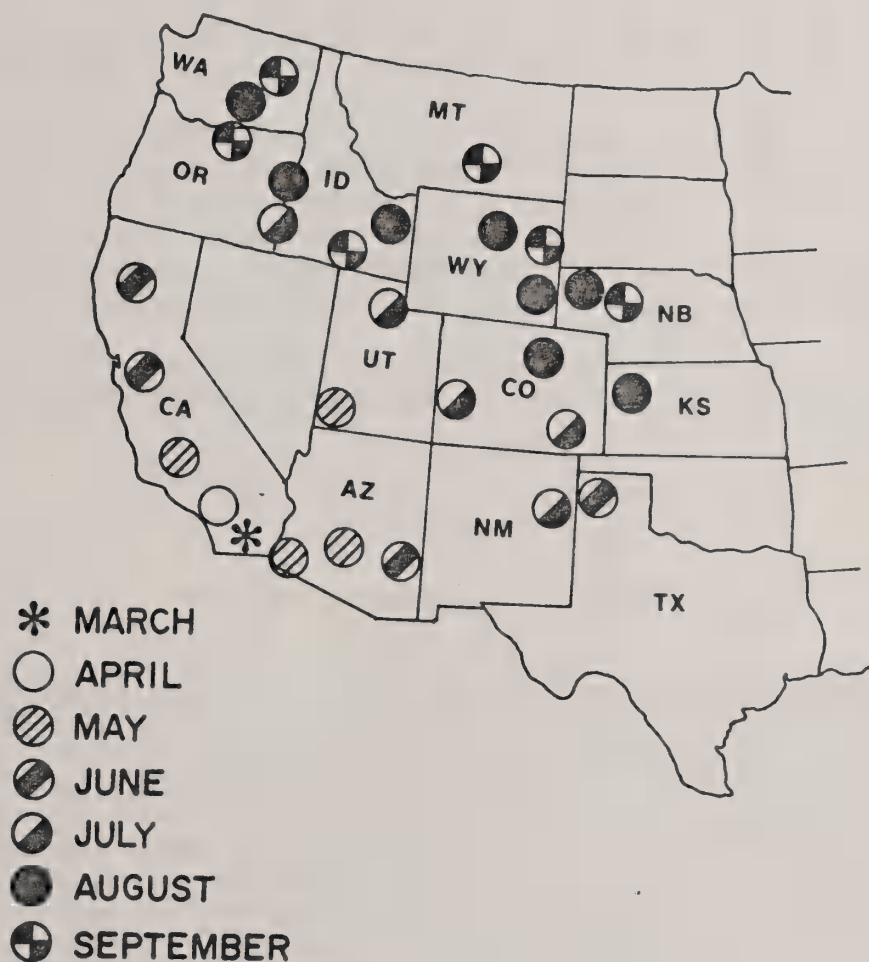 WA
MT
OR
ID
WY
NB
UT
CO
KS
CA
AZ
NM
TX
MARCH
APRIL
MAY
JUNE
JULY
AUGUST
SEPTEMBER